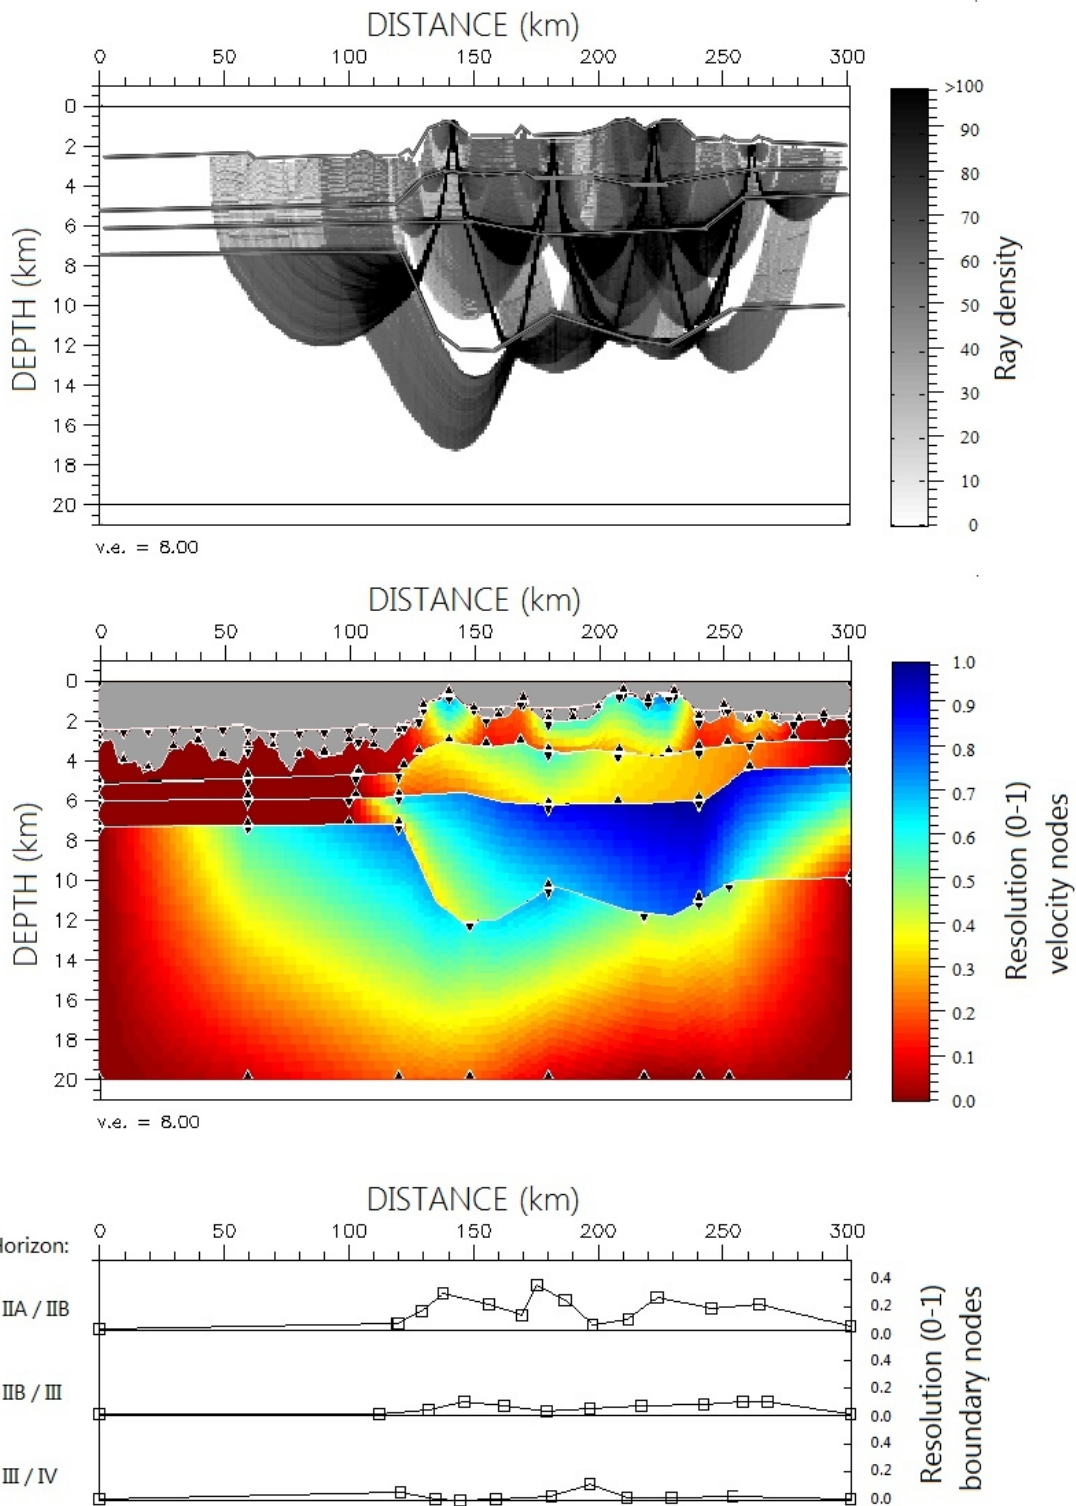 DISTANCE (km)
0 50 100 150 200 250 300
>100
0
2
4
6
8
10
12
14
16
18
20
DEPTH (km)
90
80
70
60
50
40
30
20
10
0
Ray density
v.e. = 8.00
DISTANCE (km)
0 50 100 150 200 250 300
0
2
4
6
8
10
12
14
16
18
20
DEPTH (km)
1.0
0.9
0.8
0.7
0.6
0.5
0.4
0.3
0.2
0.1
0.0
Resolution (0-1)
velocity nodes
v.e. = 8.00
DISTANCE (km)
0 50 100 150 200 250 300
orizon:
IIA / IIB
0.4
0.2
0.0
IIB / III
0.4
0.2
0.0
III / IV
0.4
0.2
0.0
Resolution (0-1)
boundary nodes